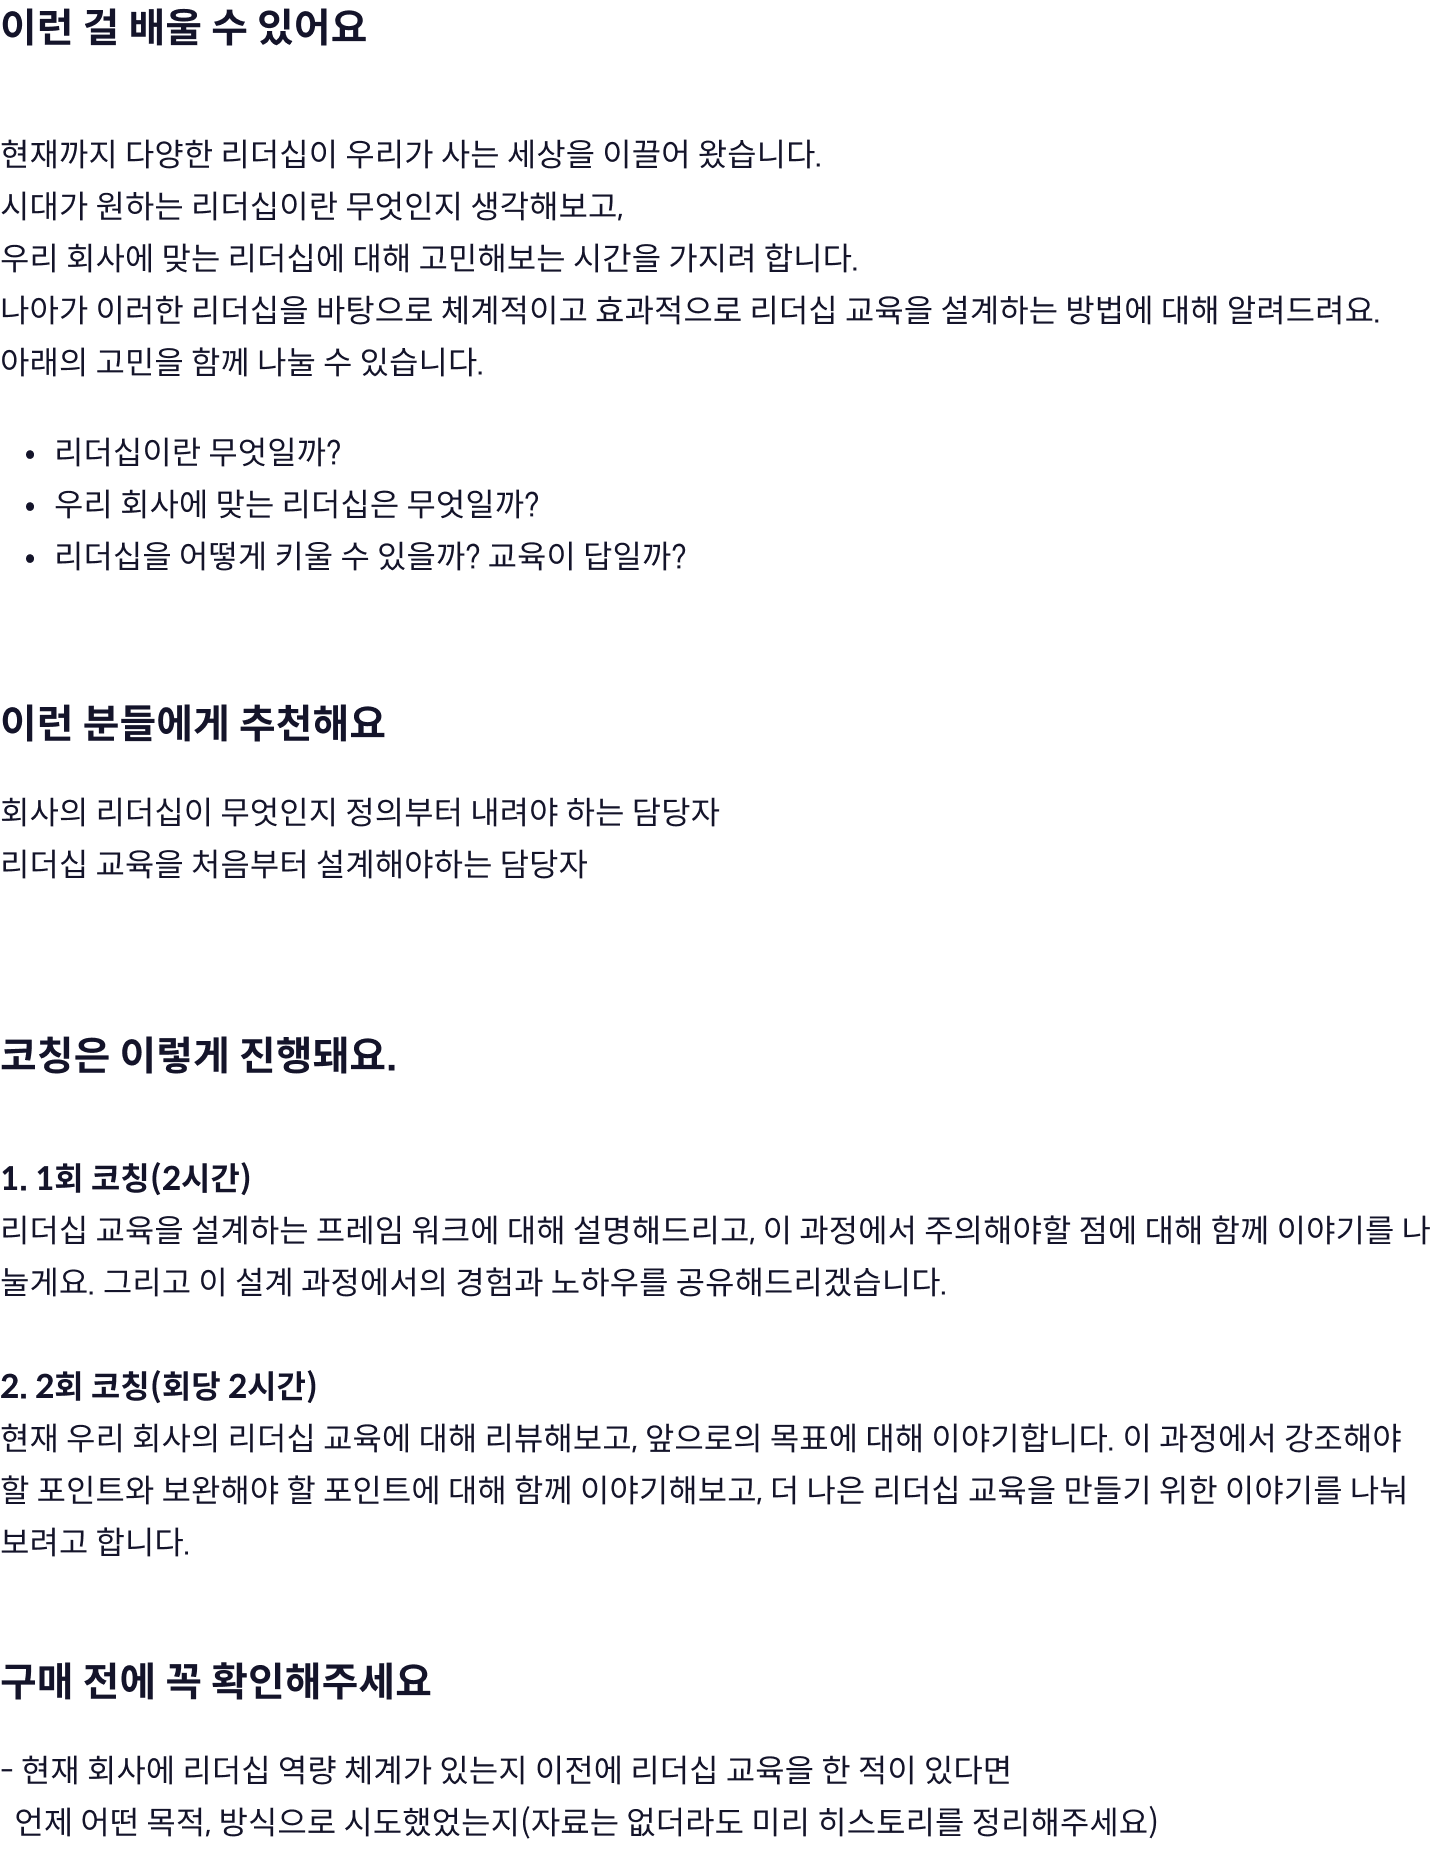 이런 걸 배울 수 있어요
현재까지 다양한 리더십이 우리가 사는 세상을 이끌어 왔습니다.
시대가 원하는 리더십이란 무엇인지 생각해보고,
우리 회사에 맞는 리더십에 대해 고민해보는 시간을 가지려 합니다.
나아가 이러한 리더십을 바탕으로 체계적이고 효과적으로 리더십 교육을 설계하는 방법에 대해 알려드려요.
아래의 고민을 함께 나눌 수 있습니다.
• 리더십이란 무엇일까?
• 우리 회사에 맞는 리더십은 무엇일까?
• 리더십을 어떻게 키울 수 있을까? 교육이 답일까?
이런 분들에게 추천해요
회사의 리더십이 무엇인지 정의부터 내려야 하는 담당자
리더십 교육을 처음부터 설계해야하는 담당자
코칭은 이렇게 진행돼요.
1. 1회 코칭(2시간)
리더십 교육을 설계하는 프레임 워크에 대해 설명해드리고, 이 과정에서 주의해야할 점에 대해 함께 이야기를 나
눌게요. 그리고 이 설계 과정에서의 경험과 노하우를 공유해드리겠습니다.
2. 2회 코칭(회당 2시간)
현재 우리 회사의 리더십 교육에 대해 리뷰해보고, 앞으로의 목표에 대해 이야기합니다. 이 과정에서 강조해야
할 포인트와 보완해야 할 포인트에 대해 함께 이야기해보고, 더 나은 리더십 교육을 만들기 위한 이야기를 나눠
보려고 합니다.
구매 전에 꼭 확인해주세요
- 현재 회사에 리더십 역량 체계가 있는지 이전에 리더십 교육을 한 적이 있다면
언제 어떤 목적, 방식으로 시도했었는지(자료는 없더라도 미리 히스토리를 정리해주세요)